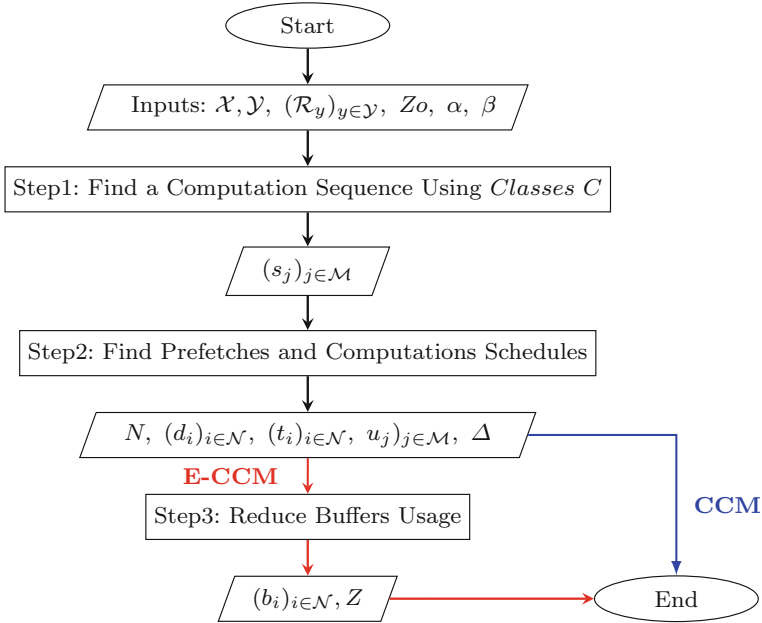 Start
Inputs: 𝒳, 𝒴, (ℛ_y)_{y∈𝒴}, Zo, α, β
Step1: Find a Computation Sequence Using Classes C
(s_j)_{j∈ℳ}
Step2: Find Prefetches and Computations Schedules
N, (d_i)_{i∈𝒩}, (t_i)_{i∈𝒩}, u_j)_{j∈ℳ}, Δ
E-CCM
CCM
Step3: Reduce Buffers Usage
(b_i)_{i∈𝒩}, Z
End